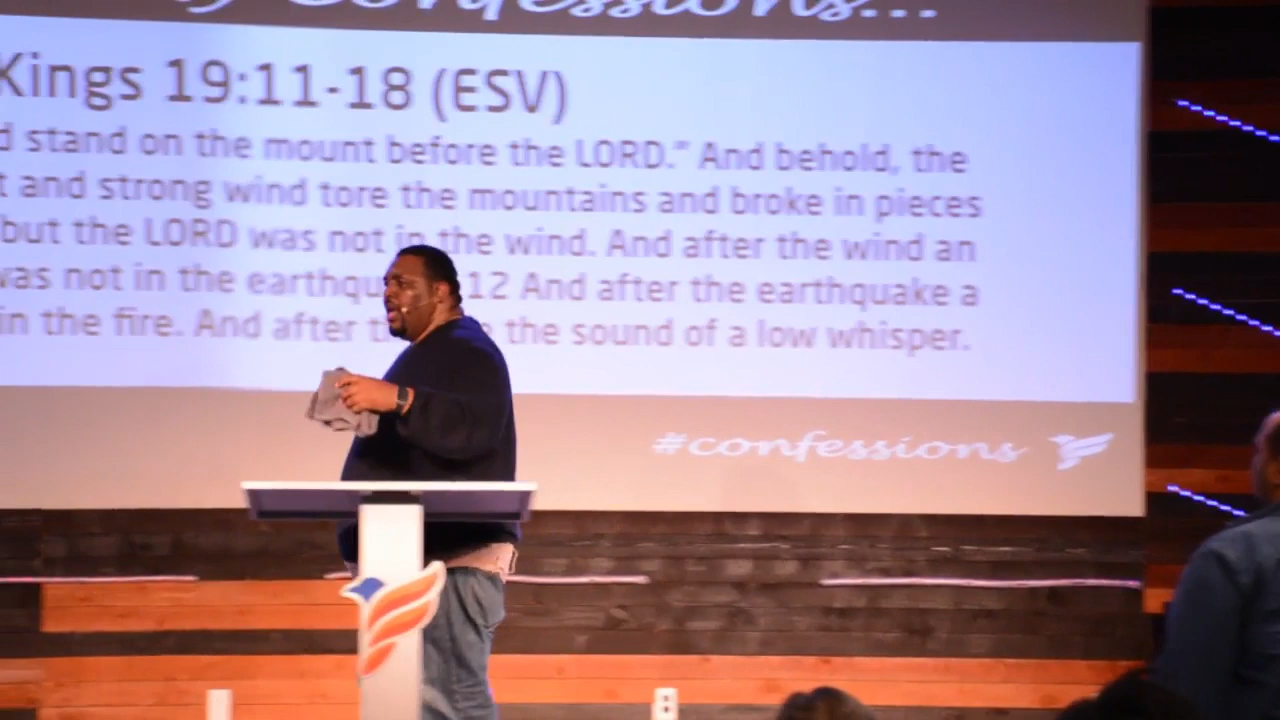 Confessions...
Kings 19:11-18 (ESV)
stand on the mount before the LORD.” And behold, the
and strong wind tore the mountains and broke in pieces
but the LORD was not in the wind. And after the wind an
was not in the earthqu 12 And after the earthquake a
in the fire. And after the sound of a low whisper.
#confessions